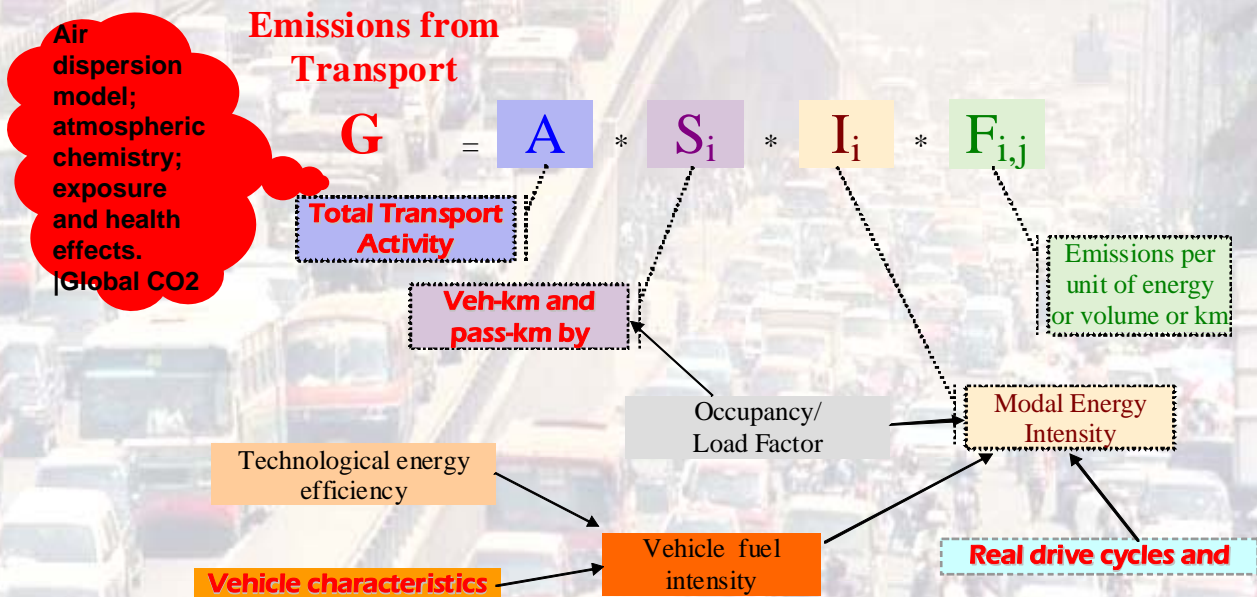 Air
dispersion
model;
atmospheric
chemistry;
exposure
and health
effects.
|Global CO2
Emissions from
Transport
G = A * Si * Ii * Fi,j
Total Transport
Activity
Veh-km and
pass-km by
Emissions per
unit of energy
or volume or km
Occupancy/
Load Factor
Modal Energy
Intensity
Technological energy
efficiency
Vehicle fuel
intensity
Real drive cycles and
Vehicle characteristics